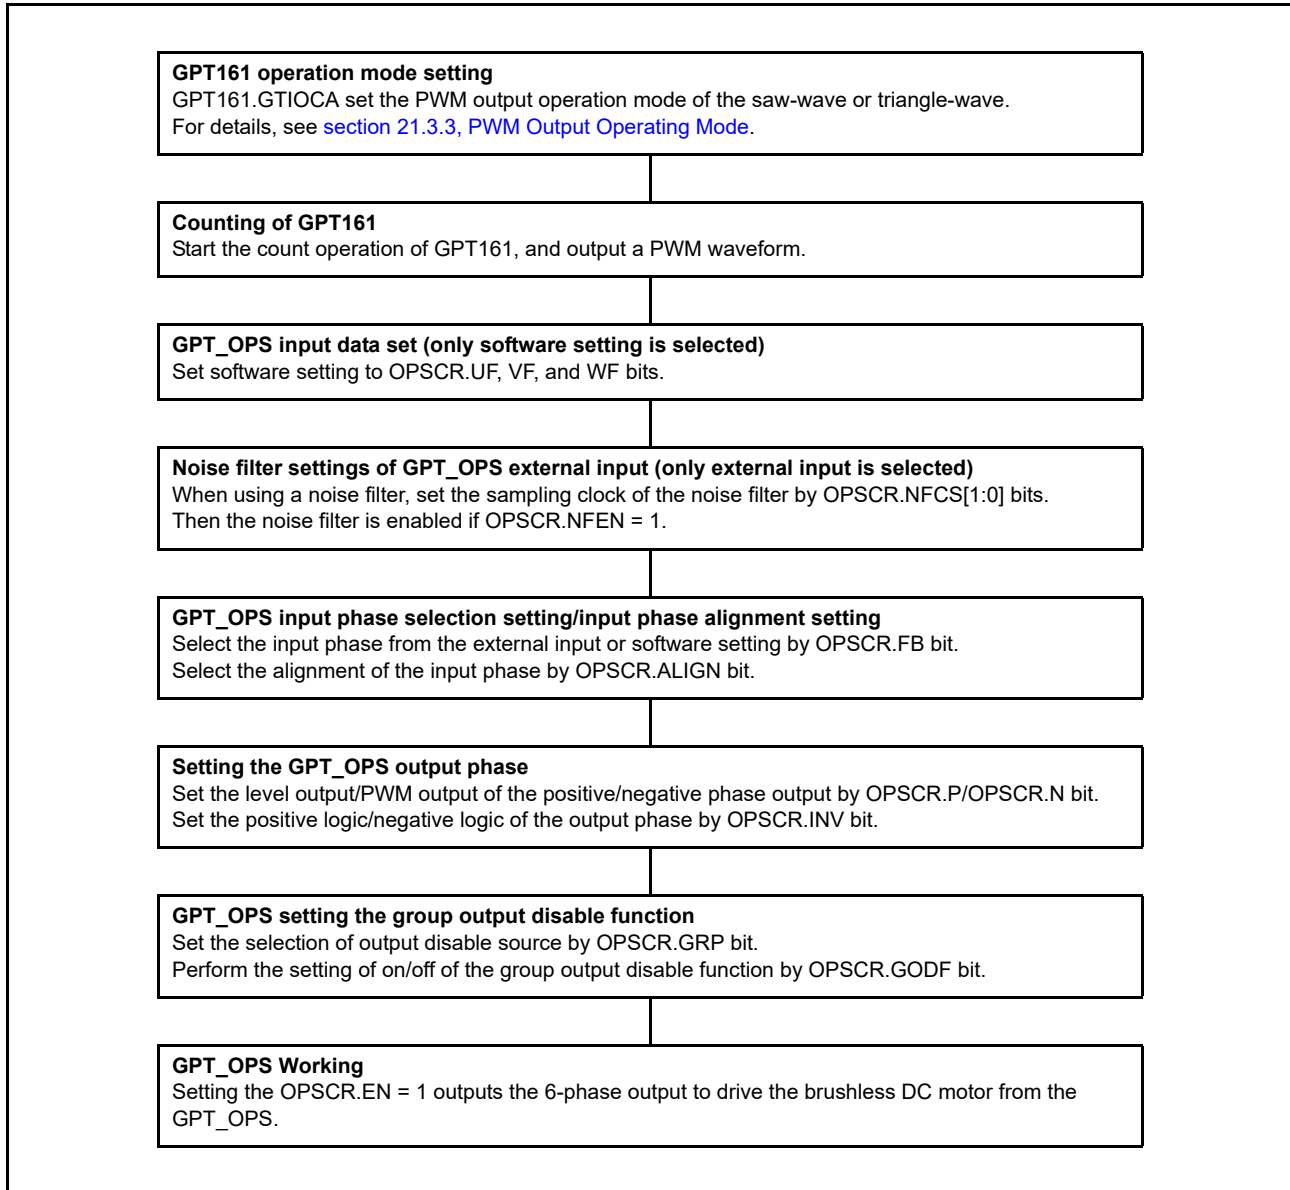 GPT161 operation mode setting
GPT161.GTIOCA set the PWM output operation mode of the saw-wave or triangle-wave.
For details, see section 21.3.3, PWM Output Operating Mode.
Counting of GPT161
Start the count operation of GPT161, and output a PWM waveform.
GPT_OPS input data set (only software setting is selected)
Set software setting to OPSCR.UF, VF, and WF bits.
Noise filter settings of GPT_OPS external input (only external input is selected)
When using a noise filter, set the sampling clock of the noise filter by OPSCR.NFCS[1:0] bits.
Then the noise filter is enabled if OPSCR.NFEN = 1.
GPT_OPS input phase selection setting/input phase alignment setting
Select the input phase from the external input or software setting by OPSCR.FB bit.
Select the alignment of the input phase by OPSCR.ALIGN bit.
Setting the GPT_OPS output phase
Set the level output/PWM output of the positive/negative phase output by OPSCR.P/OPSCR.N bit.
Set the positive logic/negative logic of the output phase by OPSCR.INV bit.
GPT_OPS setting the group output disable function
Set the selection of output disable source by OPSCR.GRP bit.
Perform the setting of on/off of the group output disable function by OPSCR.GODF bit.
GPT_OPS Working
Setting the OPSCR.EN = 1 outputs the 6-phase output to drive the brushless DC motor from the
GPT_OPS.